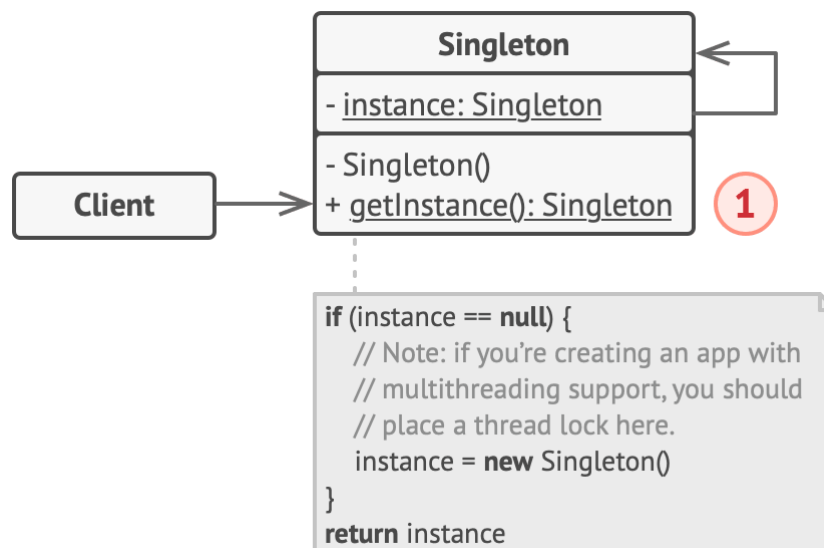 Singleton
- instance: Singleton
- Singleton()
+ getInstance(): Singleton
Client
1
if (instance == null) {
// Note: if you’re creating an app with
// multithreading support, you should
// place a thread lock here.
instance = new Singleton()
}
return instance